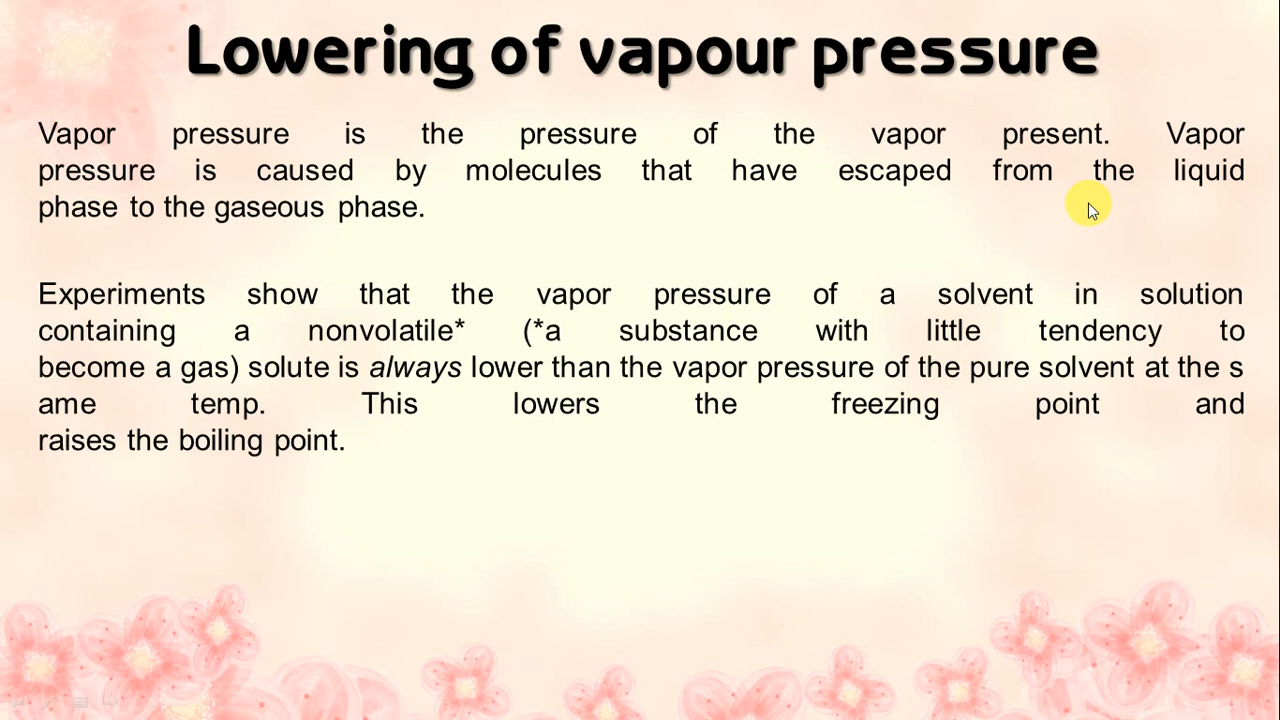 Lowering of vapour pressure
Vapor pressure is the pressure of the vapor present. Vapor
pressure is caused by molecules that have escaped from the liquid
phase to the gaseous phase.
Experiments show that the vapor pressure of a solvent in solution
containing a nonvolatile* (*a substance with little tendency to
become a gas) solute is always lower than the vapor pressure of the pure solvent at the s
ame temp. This lowers the freezing point and
raises the boiling point.